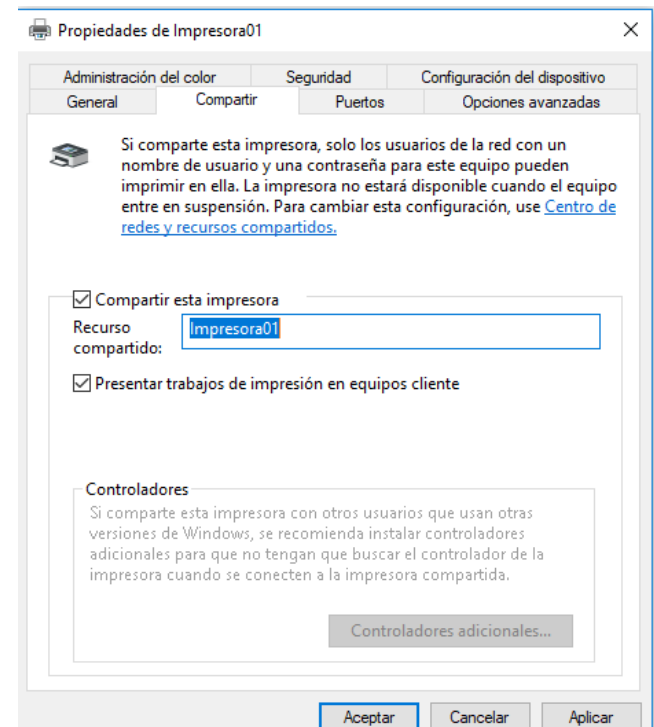 Propiedades de Impresora01
Administración del color Seguridad Configuración del dispositivo
General Compartir Puertos Opciones avanzadas
Si comparte esta impresora, solo los usuarios de la red con un
nombre de usuario y una contraseña para este equipo pueden
imprimir en ella. La impresora no estará disponible cuando el equipo
entre en suspensión. Para cambiar esta configuración, use Centro de
redes y recursos compartidos.
Compartir esta impresora
Recurso
compartido:
Impresora01
Presentar trabajos de impresión en equipos cliente
Controladores
Si comparte esta impresora con otros usuarios que usan otras
versiones de Windows, se recomienda instalar controladores
adicionales para que no tengan que buscar el controlador de la
impresora cuando se conecten a la impresora compartida.
Controladores adicionales...
Aceptar Cancelar Aplicar